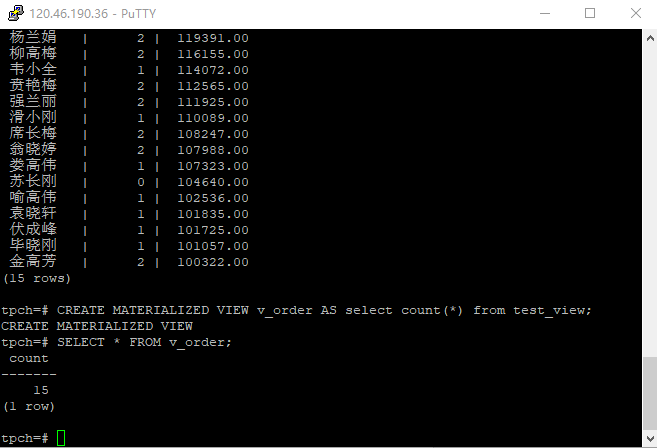 120.46.190.36 - PuTTY
杨兰娟 | 2 | 119391.00
柳高梅 | 2 | 116155.00
韦小全 | 1 | 114072.00
贲艳梅 | 2 | 112565.00
强兰丽 | 2 | 111925.00
滑小刚 | 1 | 110089.00
席长梅 | 2 | 108247.00
翁晓婷 | 2 | 107988.00
娄高伟 | 1 | 107323.00
苏长刚 | 0 | 104640.00
喻高伟 | 1 | 102536.00
袁晓轩 | 1 | 101835.00
伏成峰 | 1 | 101725.00
毕晓刚 | 1 | 101057.00
金高芳 | 2 | 100322.00
(15 rows)
tpch=# CREATE MATERIALIZED VIEW v_order AS select count(*) from test_view;
CREATE MATERIALIZED VIEW
tpch=# SELECT * FROM v_order;
count
-------
15
(1 row)
tpch=#